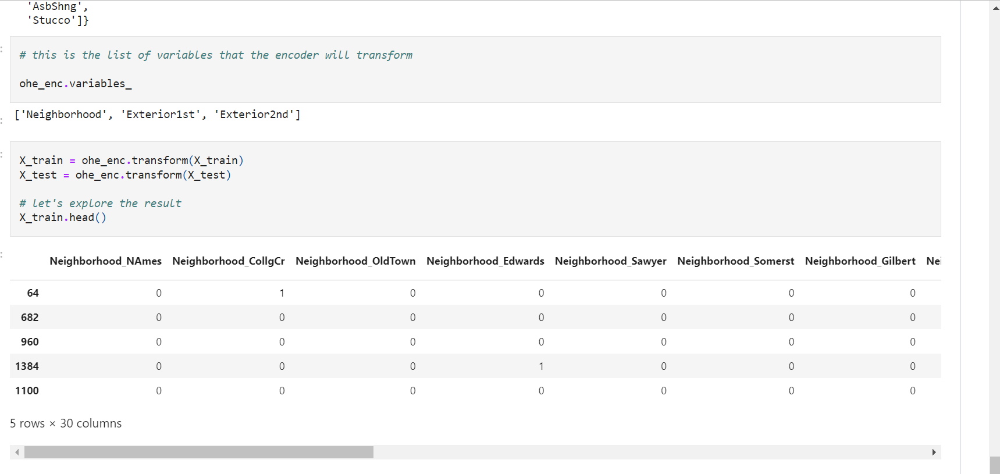 'AsbShng',
'Stucco']}
:
# this is the list of variables that the encoder will transform
ohe_enc.variables_
:
['Neighborhood', 'Exterior1st', 'Exterior2nd']
:
X_train = ohe_enc.transform(X_train)
X_test = ohe_enc.transform(X_test)
# let's explore the result
X_train.head()
:
Neighborhood_NAmes Neighborhood_CollgCr Neighborhood_OldTown Neighborhood_Edwards Neighborhood_Sawyer Neighborhood_Somerst Neighborhood_Gilbert Nei
64 0 1 0 0 0 0 0
682 0 0 0 0 0 0 0
960 0 0 0 0 0 0 0
1384 0 0 0 1 0 0 0
1100 0 0 0 0 0 0 0
5 rows × 30 columns